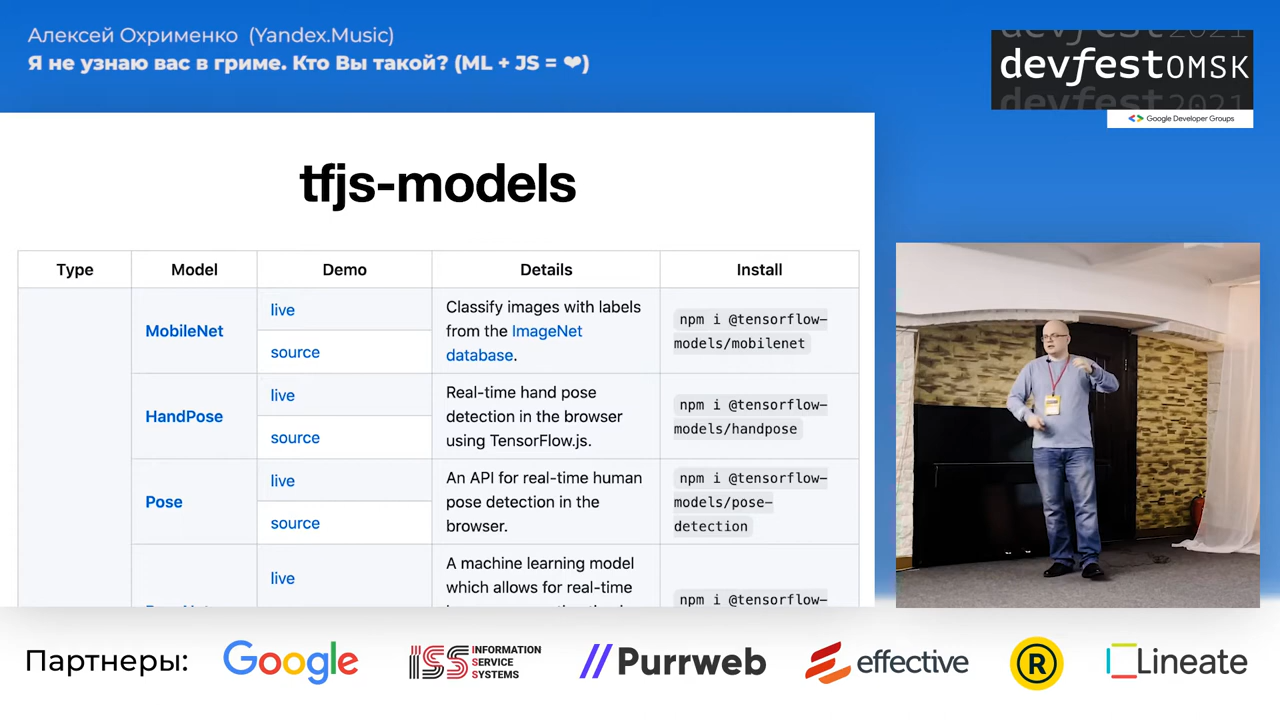 Алексей Охрименко (Yandex.Music)
Я не узнаю вас в гриме. Кто Вы такой? (ML + JS = ❤)
devfest2021
devfestOMSK
devfest2021
Google Developer Groups
tfjs-models
Type Model Demo Details Install
MobileNet
live
source
Classify images with labels
from the ImageNet
database.
npm i @tensorflow-
models/mobilenet
HandPose
live
source
Real-time hand pose
detection in the browser
using TensorFlow.js.
npm i @tensorflow-
models/handpose
Pose
live
source
An API for real-time human
pose detection in the
browser.
npm i @tensorflow-
models/pose-
detection
live
A machine learning model
which allows for real-time
npm i @tensorflow-
Партнеры:
Google
ISS INFORMATION
SERVICE
SYSTEMS
Purrweb
effective
R
Lineate